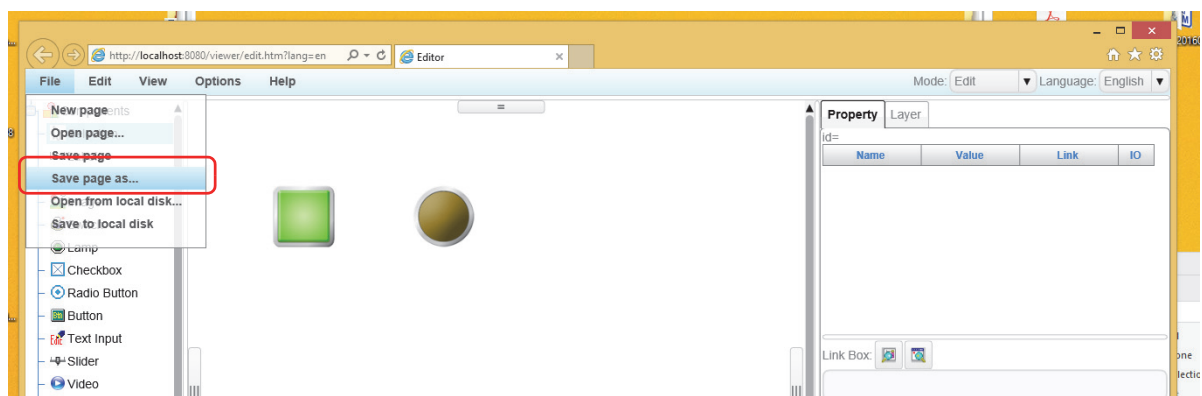 http://localhost:8080/viewer/edit.htm?lang=en
Editor
File Edit View Options Help
Mode: Edit Language: English
New page
Open page...
Save page
Save page as...
Open from local disk...
Save to local disk
Lamp
Checkbox
Radio Button
Button
Text Input
Slider
Video
Property Layer
id=
Name Value Link IO
Link Box: